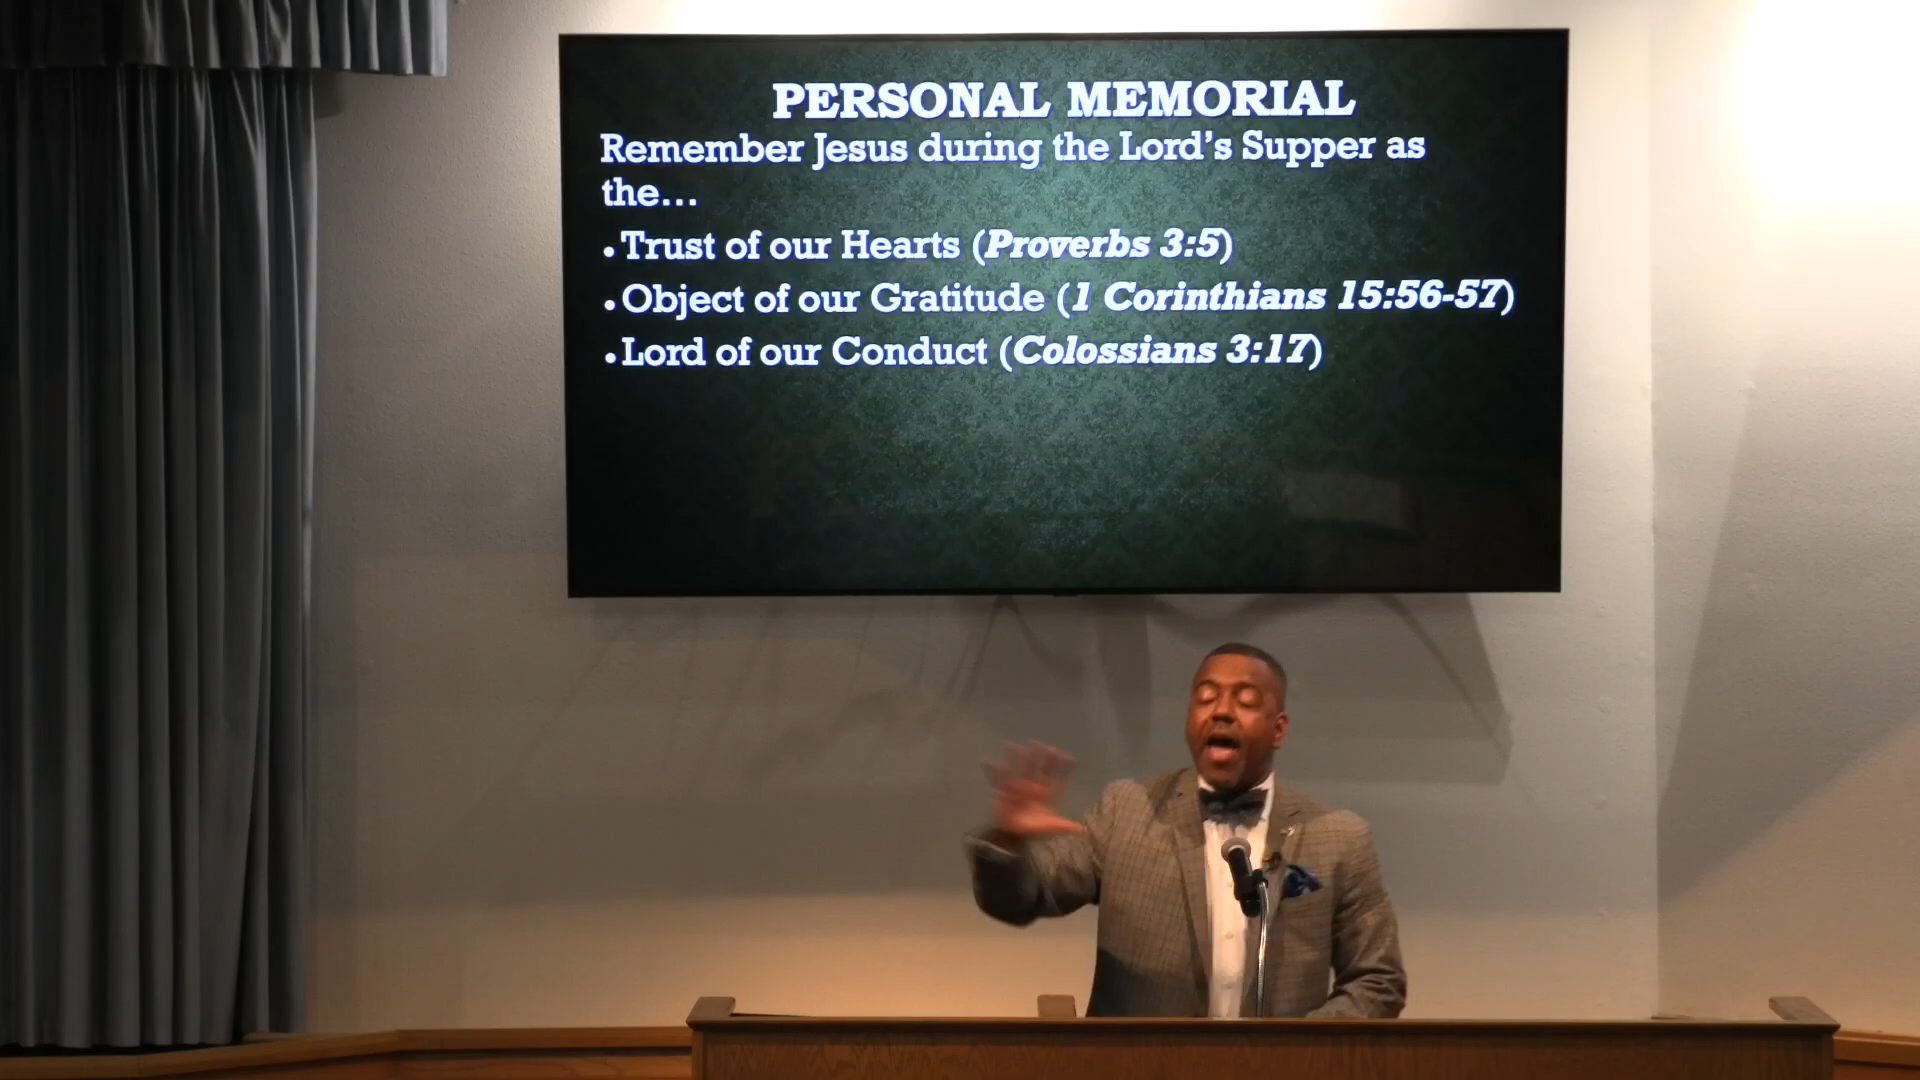 PERSONAL MEMORIAL
Remember Jesus during the Lord's Supper as
the...
• Trust of our Hearts (Proverbs 3:5)
• Object of our Gratitude (1 Corinthians 15:56-57)
• Lord of our Conduct (Colossians 3:17)